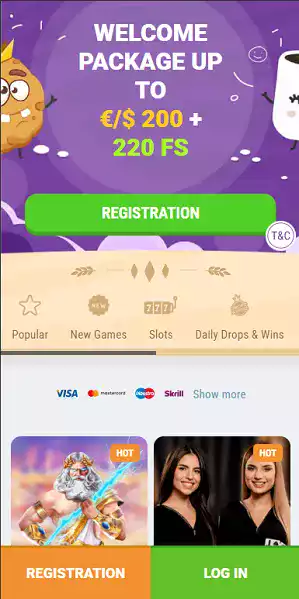 WELCOME
PACKAGE UP
TO
€/$ 200 +
220 FS
REGISTRATION
T&C
NEW
777
Popular
New Games
Slots
Daily Drops & Wins
VISA
mastercard
maestro
Skrill
Show more
HOT
HOT
REGISTRATION
LOG IN